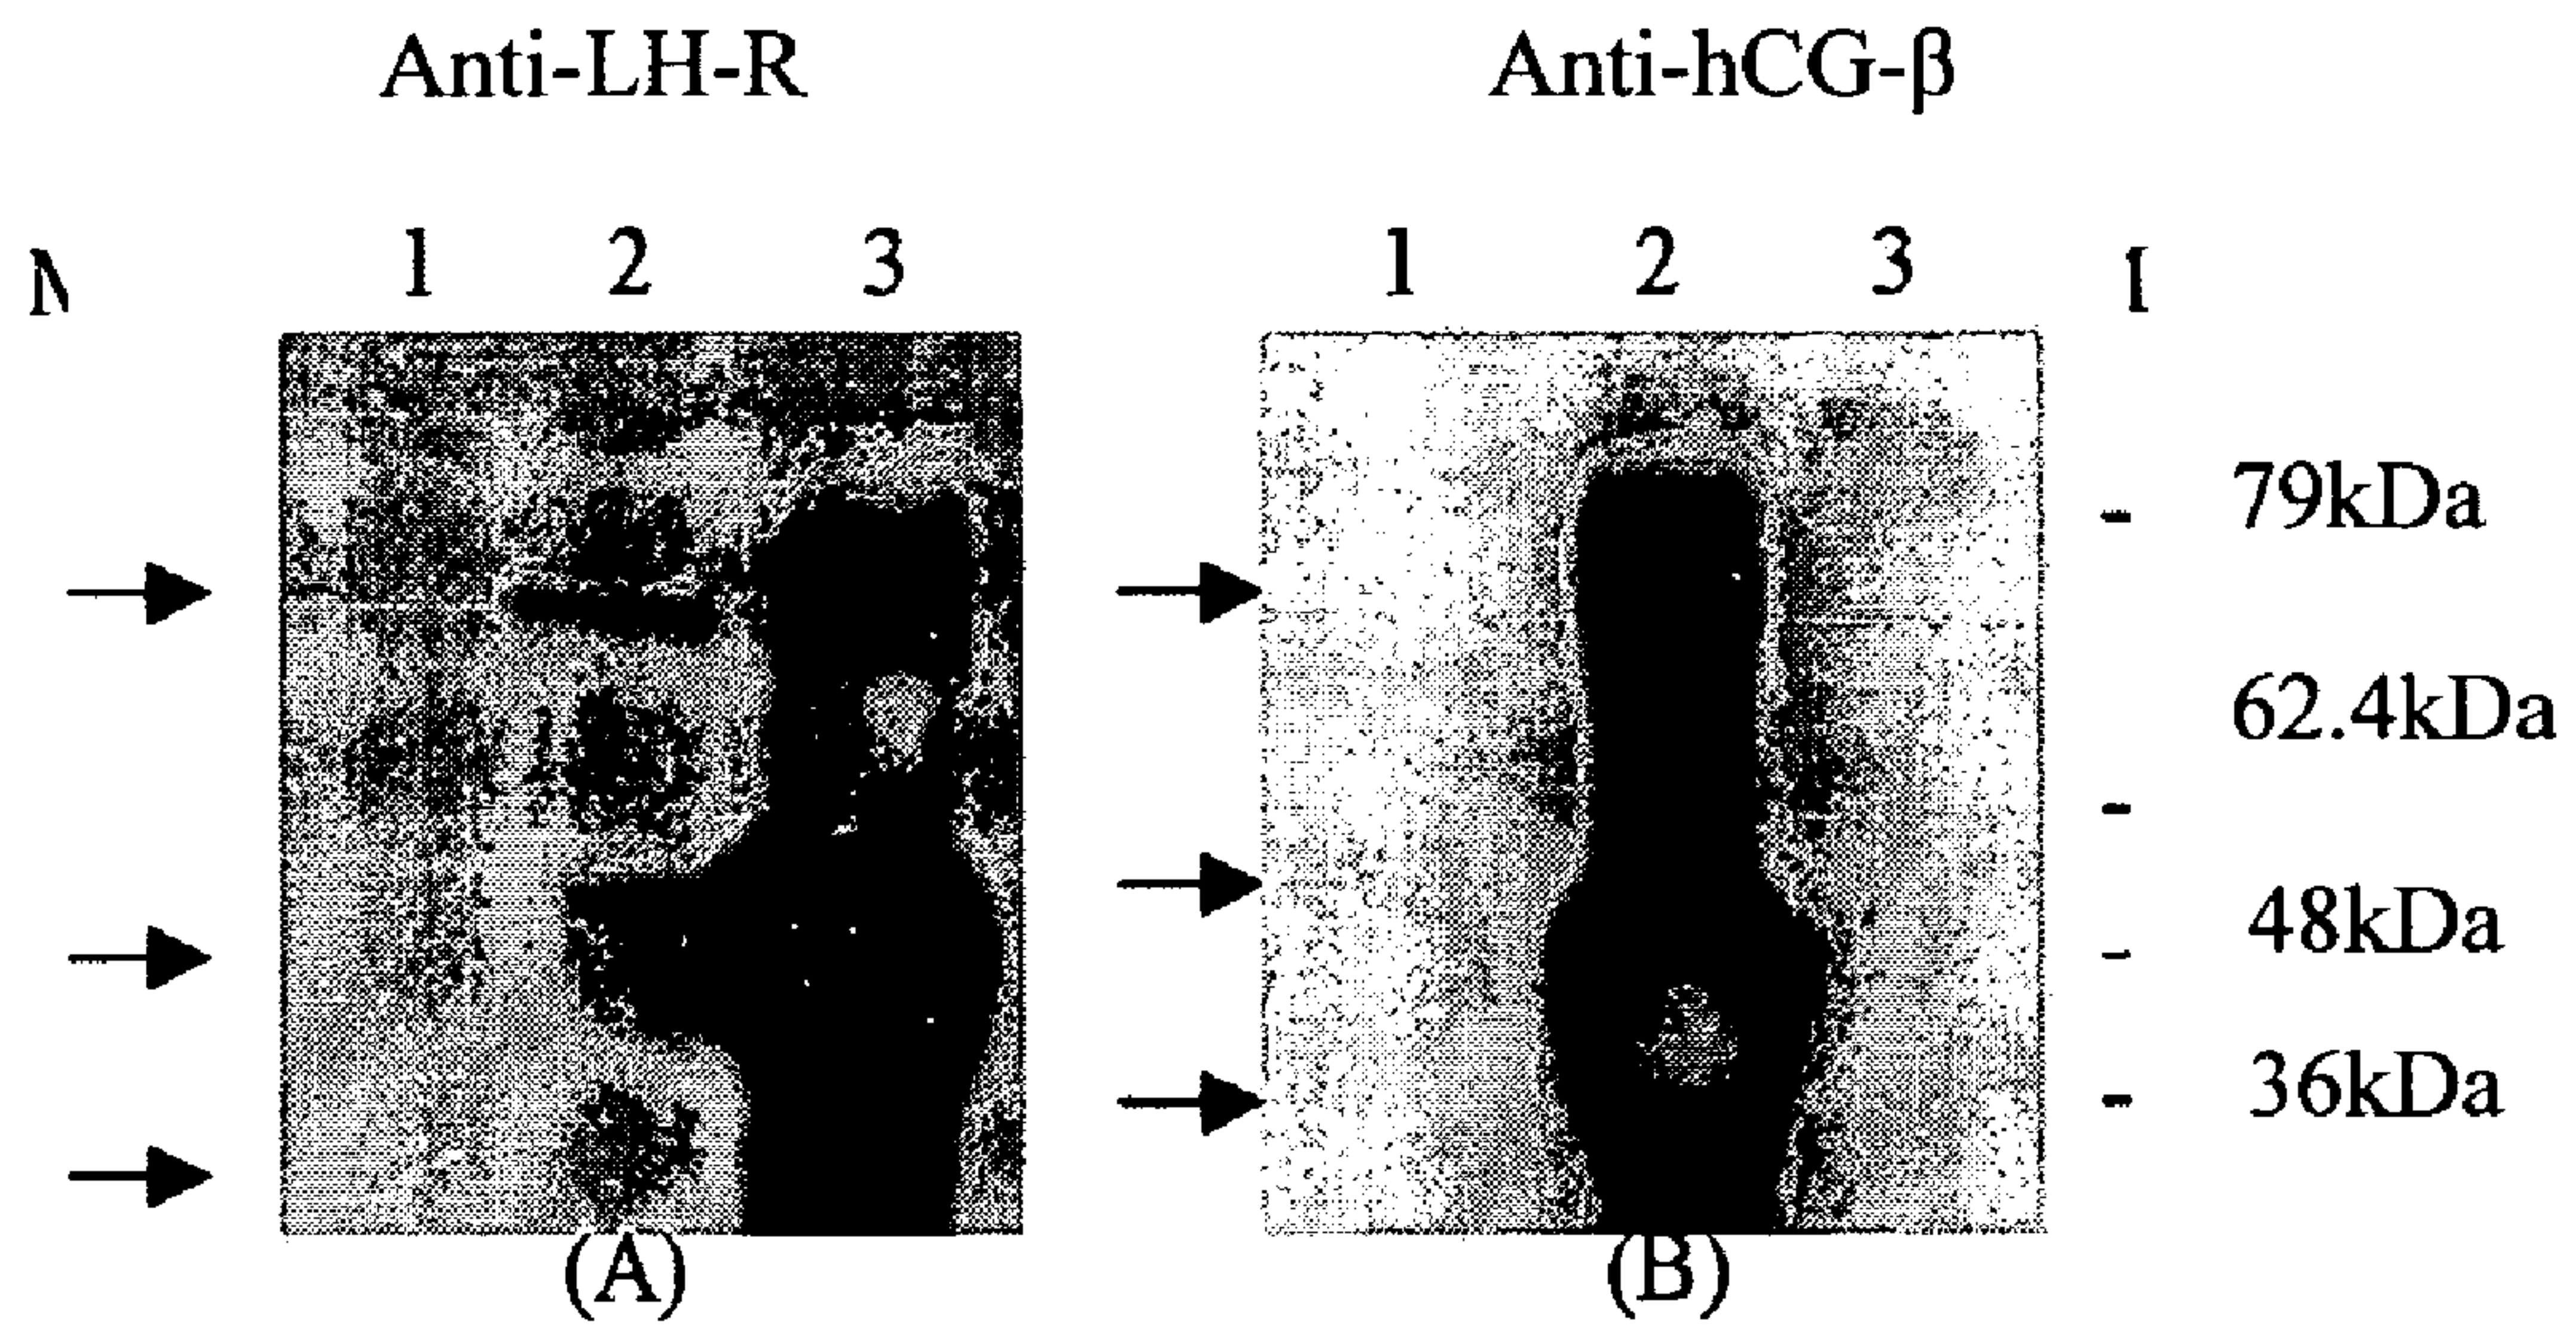 Anti-LH-R Anti-hCG-β
1 2 3 1 2 3
- 79kDa
62.4kDa
-
48kDa
-
- 36kDa
(A) (B)